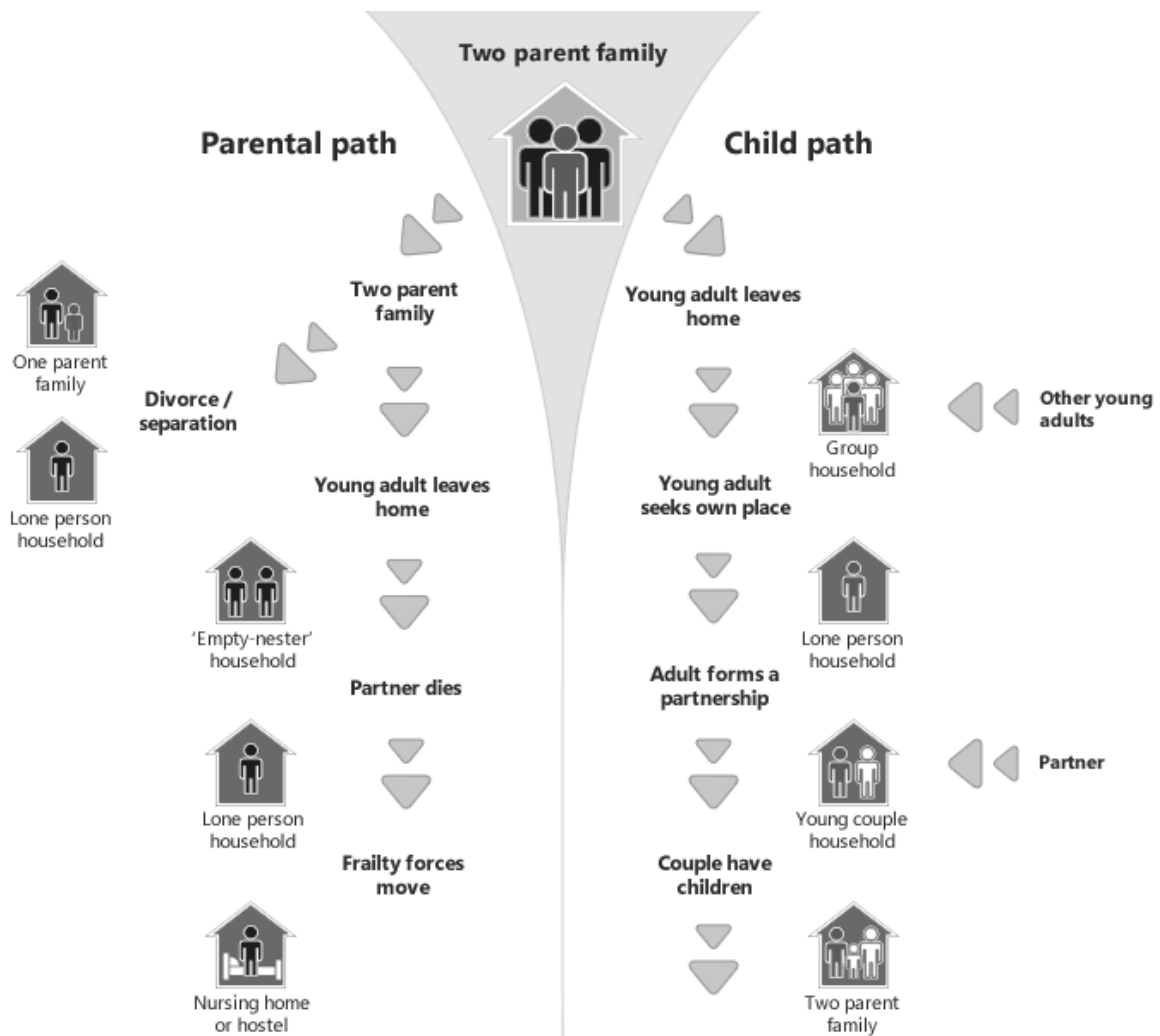 Two parent family
Parental path
Child path
Two parent
family
One parent
family
Divorce /
separation
Lone person
household
Young adult leaves
home
'Empty-nester'
household
Partner dies
Lone person
household
Frailty forces
move
Nursing home
or hostel
Young adult leaves
home
Group
household
Other young
adults
Young adult
seeks own place
Lone person
household
Adult forms a
partnership
Young couple
household
Partner
Couple have
children
Two parent
family